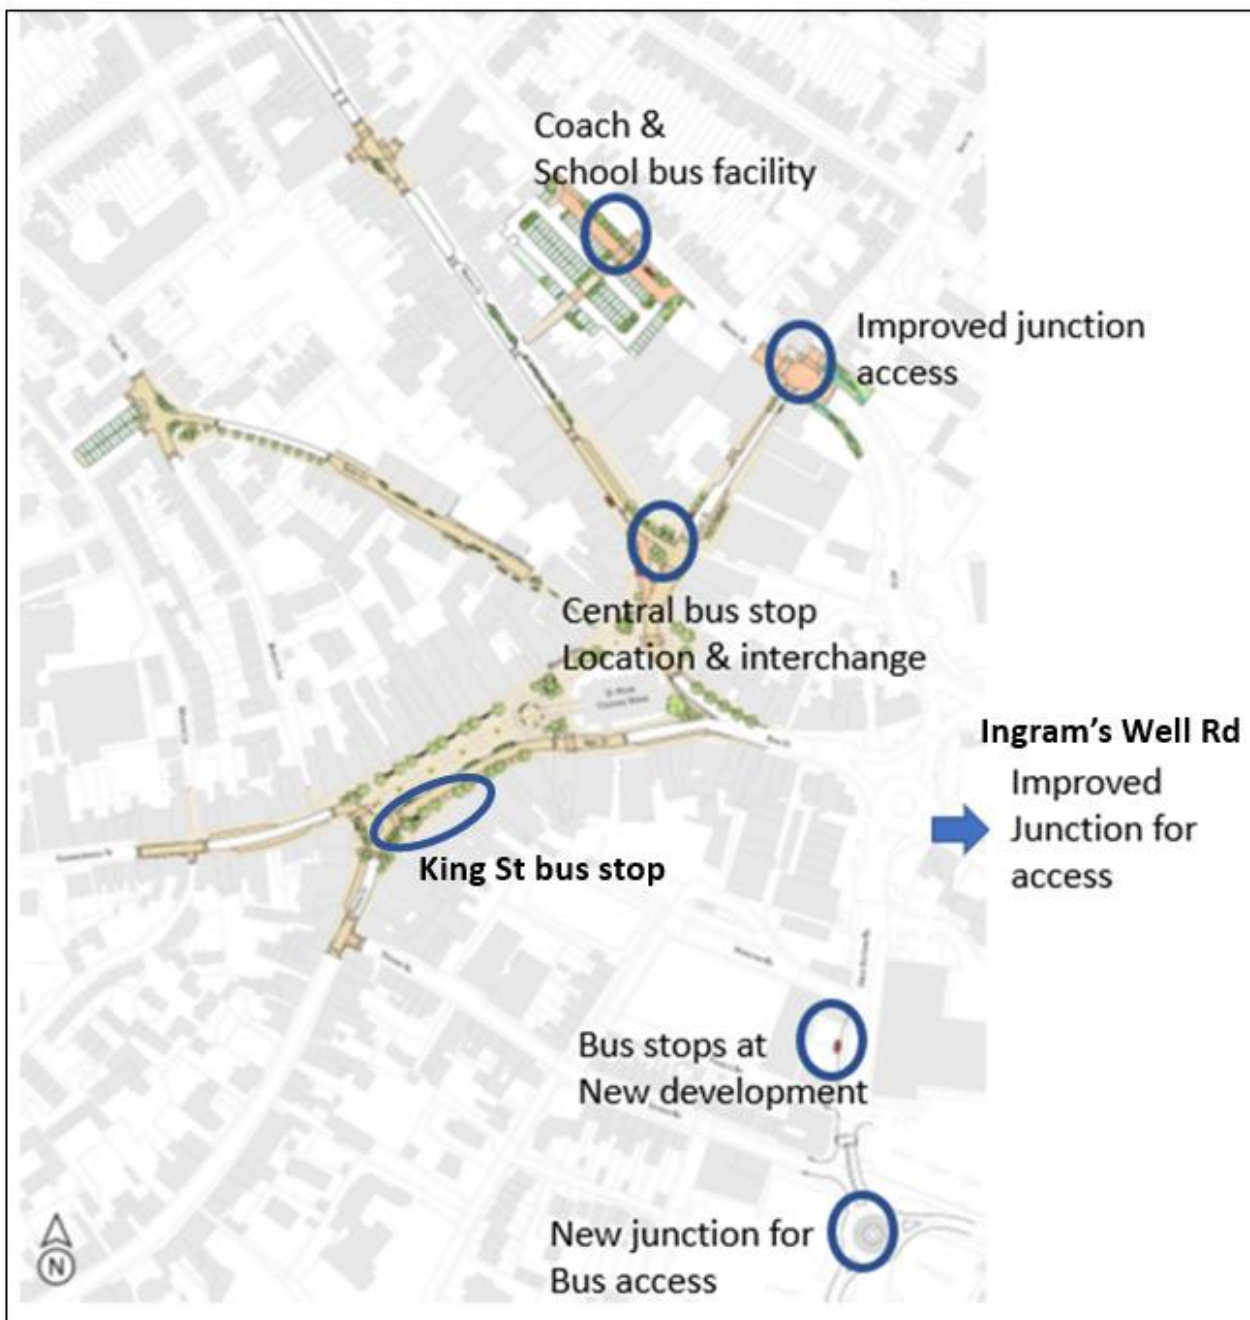 Coach &
School bus facility
Improved junction
access
Central bus stop
Location & interchange
Ingram’s Well Rd
Improved
Junction for
access
King St bus stop
Bus stops at
New development
New junction for
Bus access
N